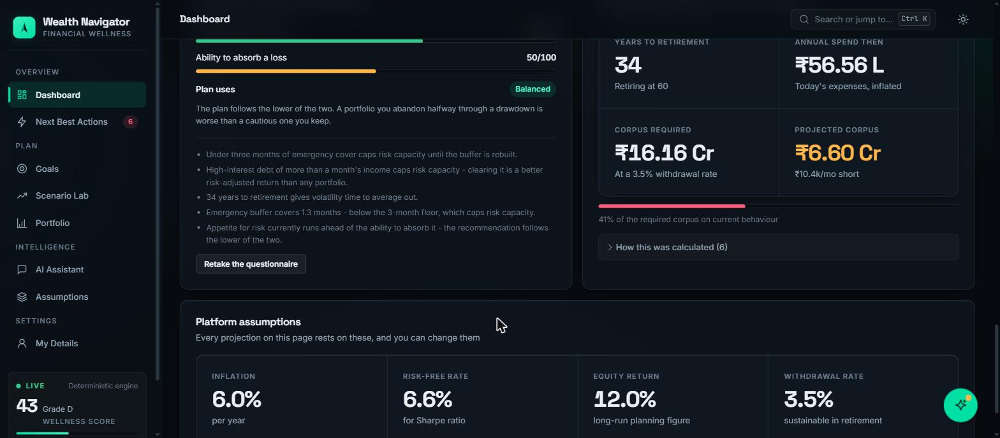 Wealth Navigator
FINANCIAL WELLNESS
OVERVIEW
Dashboard
Next Best Actions 6
PLAN
Goals
Scenario Lab
Portfolio
INTELLIGENCE
AI Assistant
Assumptions
SETTINGS
My Details
LIVE Deterministic engine
43 Grade D
WELLNESS SCORE
Dashboard
Search or jump to... Ctrl K
Ability to absorb a loss 50/100
Plan uses Balanced
The plan follows the lower of the two. A portfolio you abandon halfway through a drawdown is
worse than a cautious one you keep.
• Under three months of emergency cover caps risk capacity until the buffer is rebuilt.
• High-interest debt of more than a month's income caps risk capacity - clearing it is a better
risk-adjusted return than any portfolio.
• 34 years to retirement gives volatility time to average out.
• Emergency buffer covers 1.3 months - below the 3-month floor, which caps risk capacity.
• Appetite for risk currently runs ahead of the ability to absorb it - the recommendation follows
the lower of the two.
Retake the questionnaire
YEARS TO RETIREMENT
34
Retiring at 60
ANNUAL SPEND THEN
₹56.56 L
Today's expenses, inflated
CORPUS REQUIRED
₹16.16 Cr
At a 3.5% withdrawal rate
PROJECTED CORPUS
₹6.60 Cr
₹10.4k/mo short
41% of the required corpus on current behaviour
How this was calculated (6)
Platform assumptions
Every projection on this page rests on these, and you can change them
INFLATION
6.0%
per year
RISK-FREE RATE
6.6%
for Sharpe ratio
EQUITY RETURN
12.0%
long-run planning figure
WITHDRAWAL RATE
3.5%
sustainable in retirement